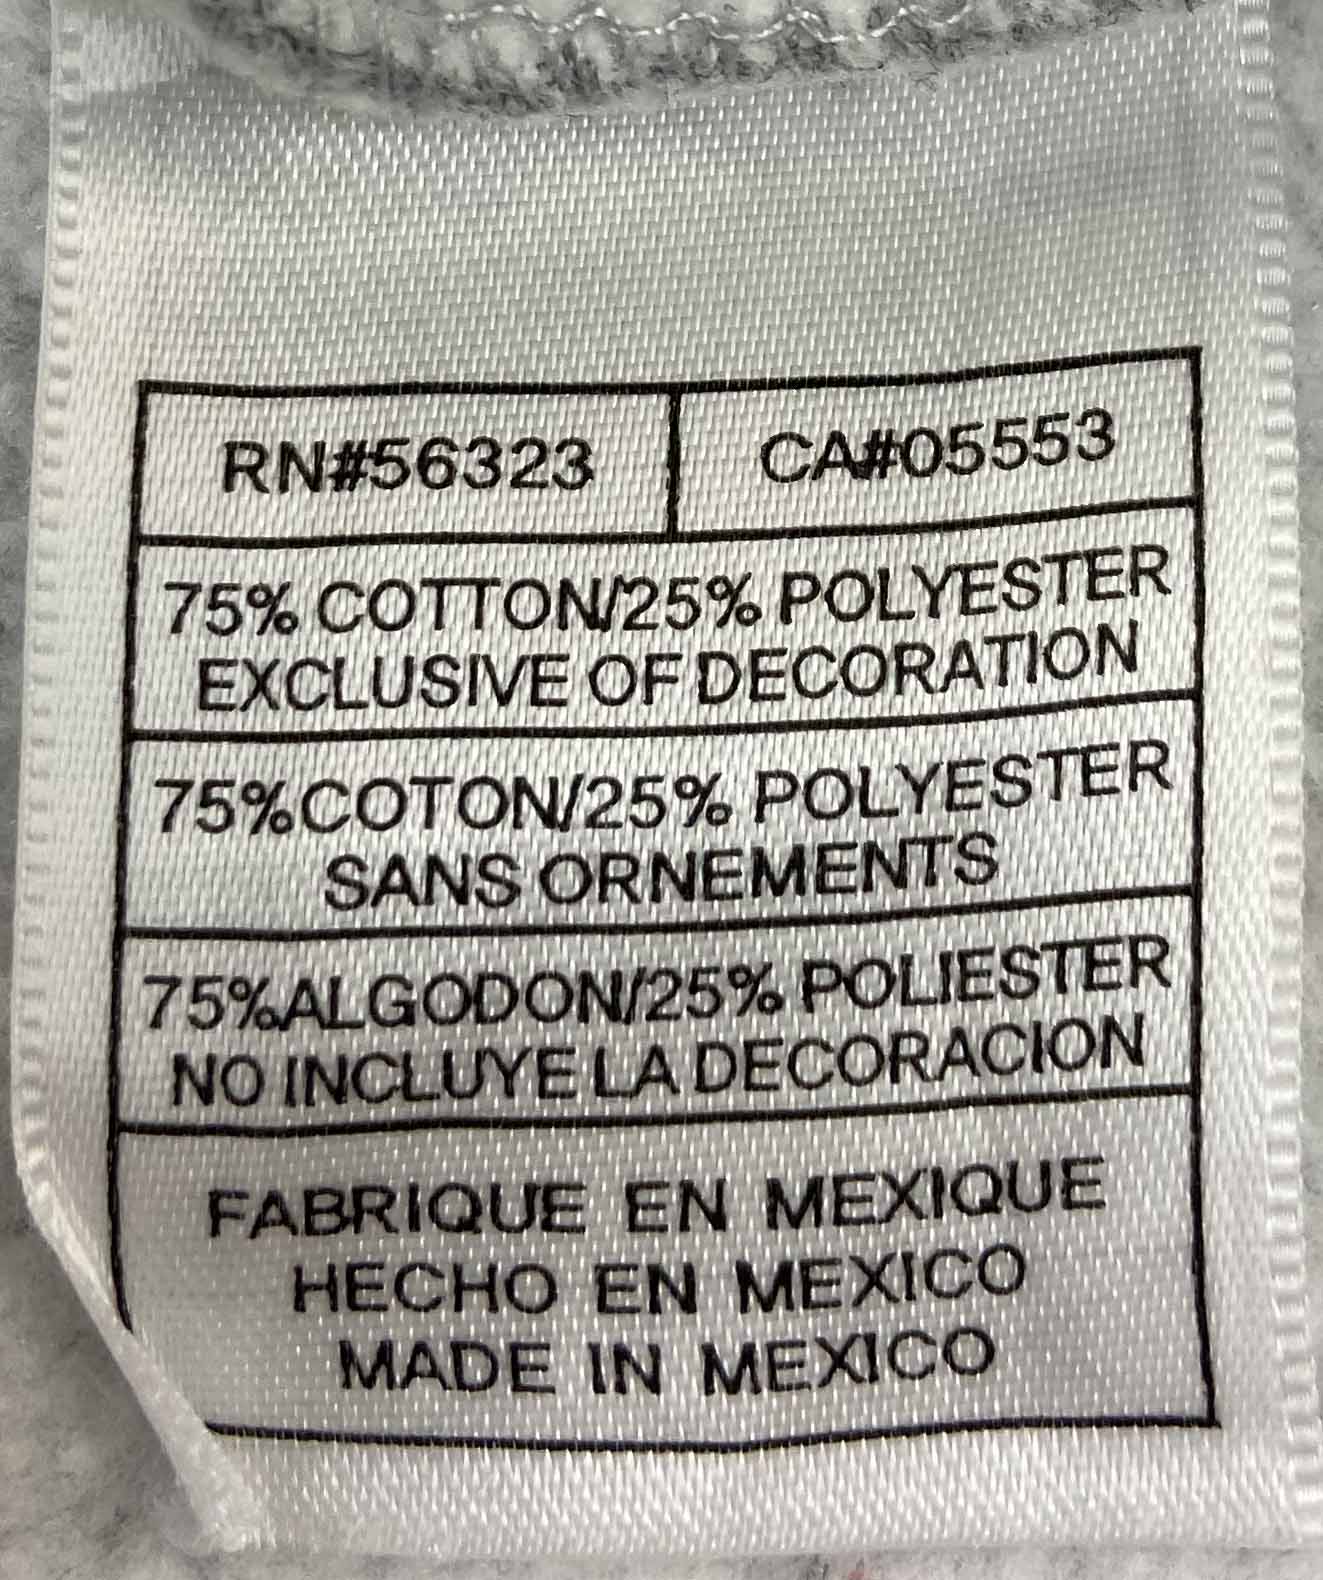 RN#56323 CA#05553
75% COTTON/25% POLYESTER
EXCLUSIVE OF DECORATION
75%COTON/25% POLYESTER
SANS ORNEMENTS
75%ALGODON/25% POLIESTER
NO INCLUYE LA DECORACION
FABRIQUE EN MEXIQUE
HECHO EN MEXICO
MADE IN MEXICO